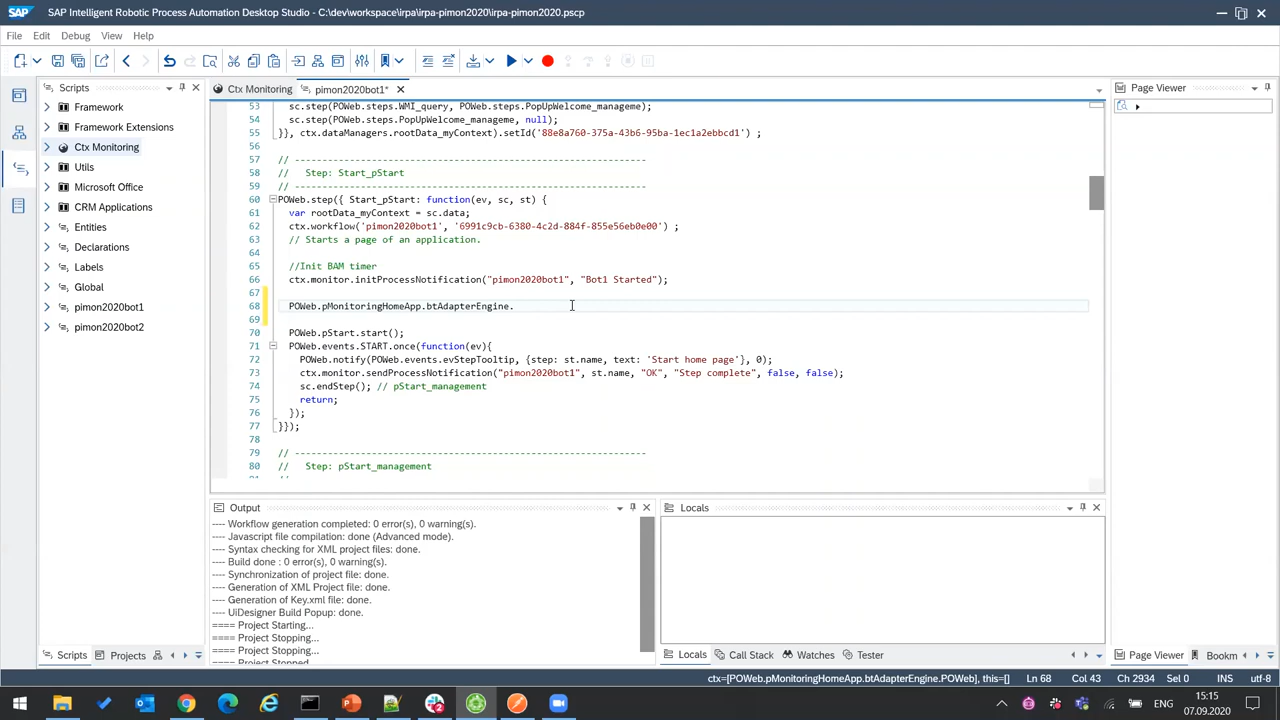 SAP Intelligent Robotic Process Automation Desktop Studio - C:\dev\workspace\irpa\irpa-pimon2020\irpa-pimon2020.pscp
File Edit Debug View Help
Scripts
Framework
Framework Extensions
Ctx Monitoring
Utils
Microsoft Office
CRM Applications
Entities
Declarations
Labels
Global
pimon2020bot1
pimon2020bot2
Scripts Projects
Ctx Monitoring pimon2020bot1*
53 sc.step(POWeb.steps.WMI_query, POWeb.steps.PopUpWelcome_manageme);
54 sc.step(POWeb.steps.PopUpWelcome_manageme, null);
55 }}, ctx.dataManagers.rootData_myContext).setId('88e8a760-375a-43b6-95ba-1ec1a2ebbcd1') ;
56
57 // ----------------------------------------------------------------
58 // Step: Start_pStart
59 // ----------------------------------------------------------------
60 POWeb.step({ Start_pStart: function(ev, sc, st) {
61 var rootData_myContext = sc.data;
62 ctx.workflow('pimon2020bot1', '6991c9cb-6380-4c2d-884f-855e56eb0e00') ;
63 // Starts a page of an application.
64
65 //Init BAM timer
66 ctx.monitor.initProcessNotification("pimon2020bot1", "Bot1 Started");
67
68 POWeb.pMonitoringHomeApp.btAdapterEngine.
69
70 POWeb.pStart.start();
71 POWeb.events.START.once(function(ev){
72 POWeb.notify(POWeb.events.evStepTooltip, {step: st.name, text: 'Start home page'}, 0);
73 ctx.monitor.sendProcessNotification("pimon2020bot1", st.name, "OK", "Step complete", false, false);
74 sc.endStep(); // pStart_management
75 return;
76 });
77 }});
78
79 // ----------------------------------------------------------------
80 // Step: pStart_management
Output
---- Workflow generation completed: 0 error(s), 0 warning(s).
---- Javascript file compilation: done (Advanced mode).
---- Syntax checking for XML project files: done.
---- Build done : 0 error(s), 0 warning(s).
---- Synchronization of project file: done.
---- Generation of XML Project file: done.
---- Generation of Key.xml file: done.
---- UiDesigner Build Popup: done.
==== Project Starting...
==== Project Stopping...
==== Project Stopping...
==== Project Stopped
Locals
Locals Call Stack Watches Tester
Page Viewer
Page Viewer Bookm
ctx=[POWeb.pMonitoringHomeApp.btAdapterEngine.POWeb], this=[] Ln 68 Col 43 Ch 2934 Sel 0 INS utf-8
ENG
15:15
07.09.2020